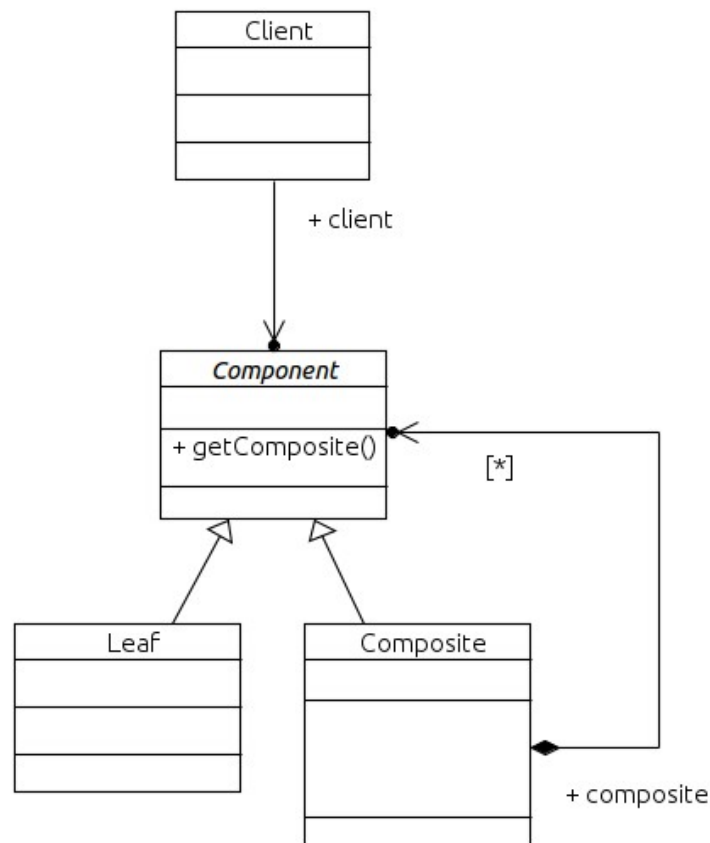 Client
+ client
Component
+ getComposite()
[*]
Leaf
Composite
+ composite